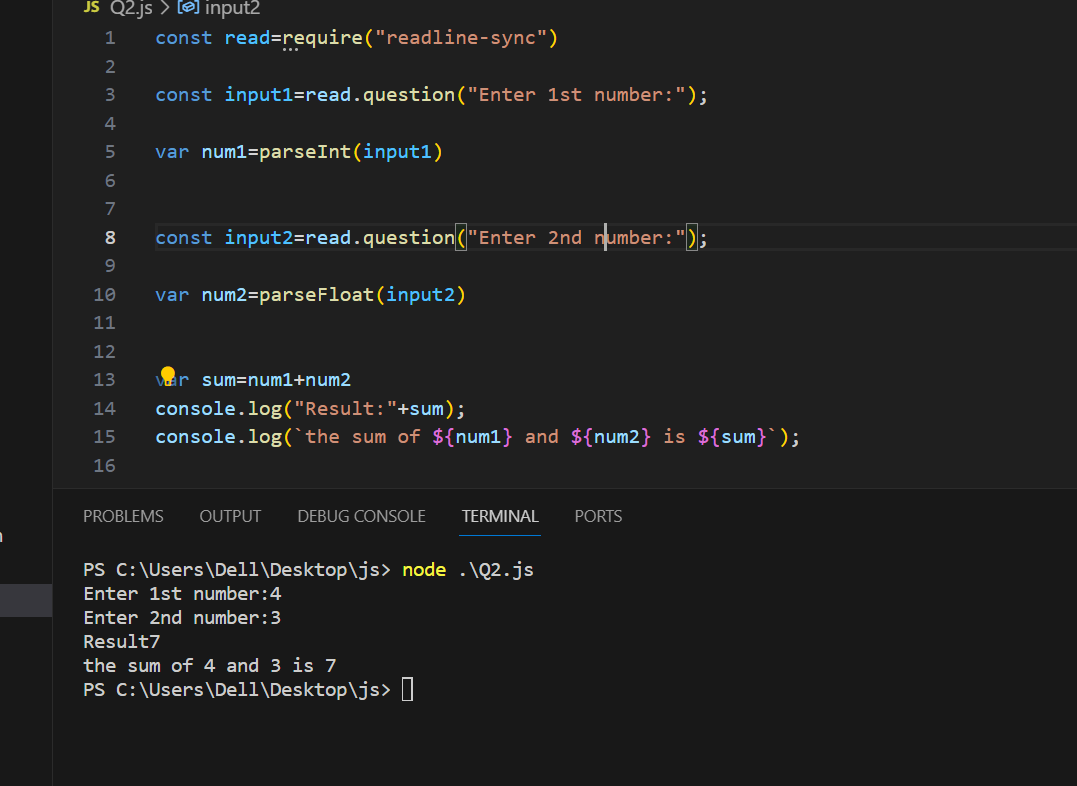 JS Q2.js > input2
1 const read=require("readline-sync")
2
3 const input1=read.question("Enter 1st number:");
4
5 var num1=parseInt(input1)
6
7
8 const input2=read.question("Enter 2nd number:");
9
10 var num2=parseFloat(input2)
11
12
13 var sum=num1+num2
14 console.log("Result:"+sum);
15 console.log(`the sum of ${num1} and ${num2} is ${sum}`);
16
PROBLEMS OUTPUT DEBUG CONSOLE TERMINAL PORTS
PS C:\Users\Dell\Desktop\js> node .\Q2.js
Enter 1st number:4
Enter 2nd number:3
Result7
the sum of 4 and 3 is 7
PS C:\Users\Dell\Desktop\js>